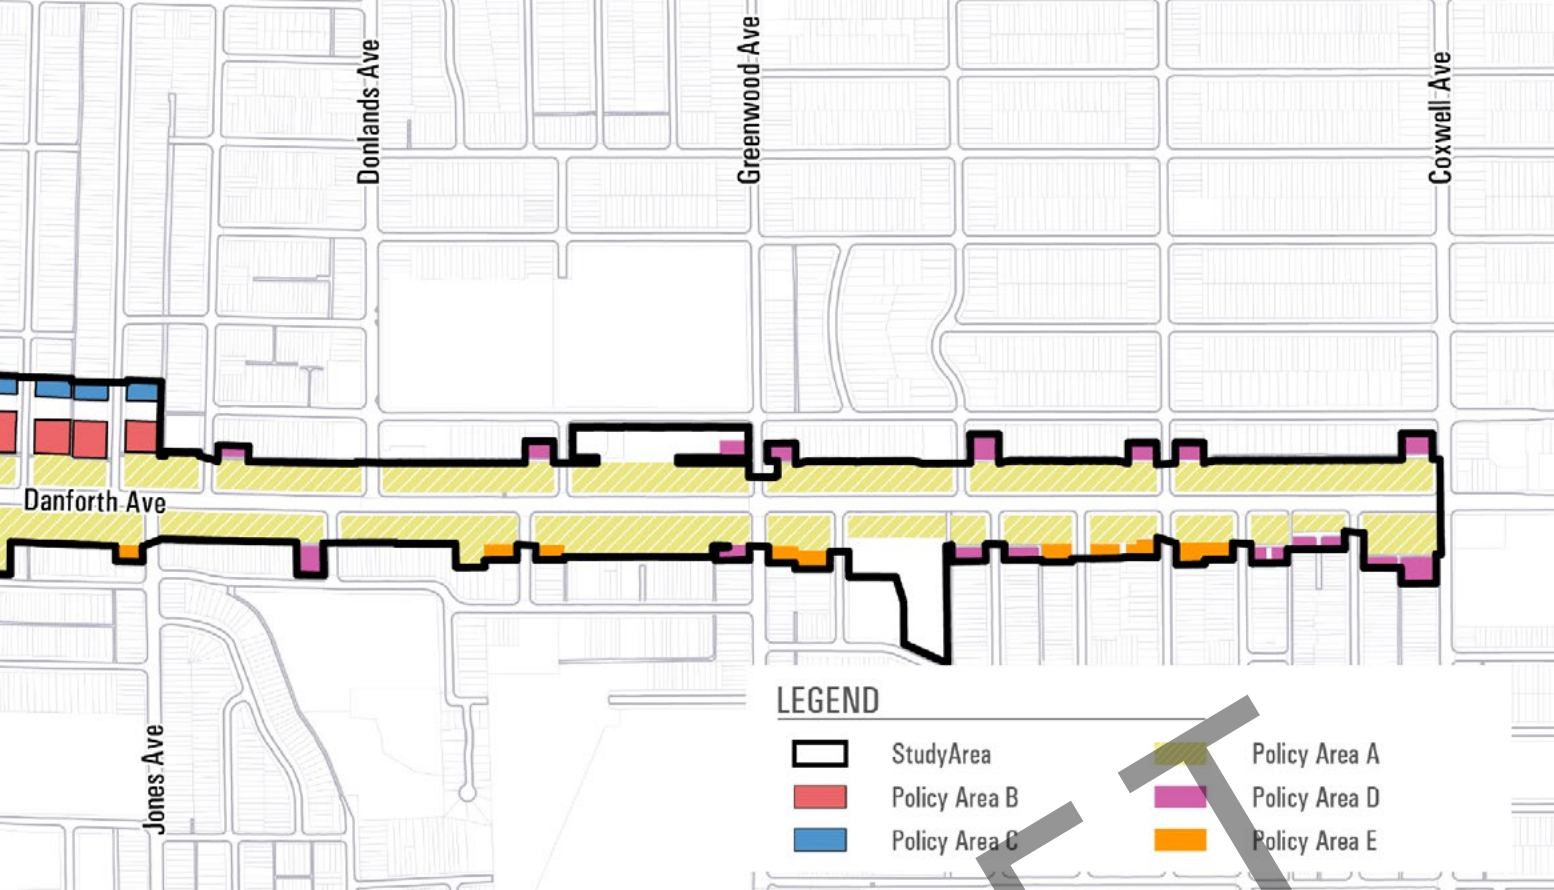 Donlands Ave
Greenwood Ave
Coxwell Ave
Danforth Ave
Jones Ave
LEGEND
StudyArea
Policy Area A
Policy Area B
Policy Area D
Policy Area C
Policy Area E